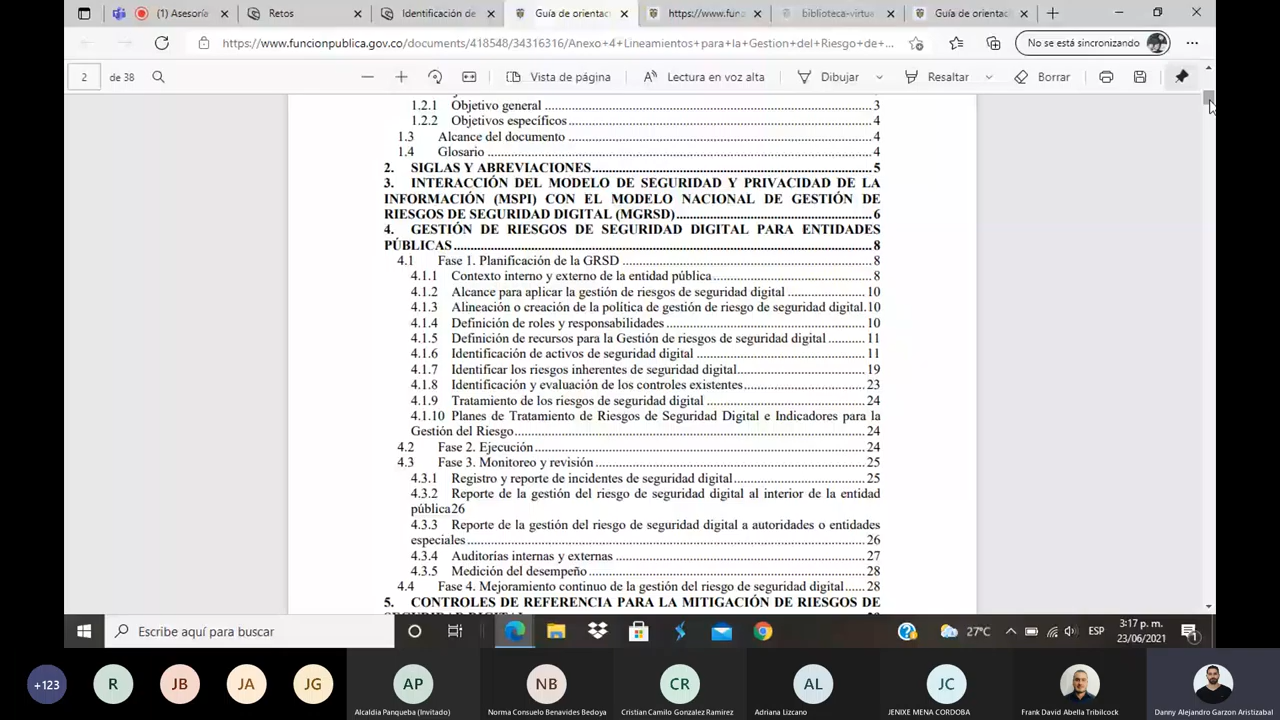 [1] Asesoría
Retos
Identificación de
Guía de orientac
https://www.funz
biblioteca-virtua
Guía de orientac
https://www.funcionpublica.gov.co/documents/418548/34316316/Anexo+4+Lineamientos+para+la+Gestion+del+Riesgo+de+...
No se está sincronizando
2 de 38
Vista de página
Lectura en voz alta
Dibujar
Resaltar
Borrar
1.2.1 Objetivo general 3
1.2.2 Objetivos específicos 4
1.3 Alcance del documento 4
1.4 Glosario 4
2. SIGLAS Y ABREVIACIONES 5
3. INTERACCIÓN DEL MODELO DE SEGURIDAD Y PRIVACIDAD DE LA
INFORMACIÓN (MSPI) CON EL MODELO NACIONAL DE GESTIÓN DE
RIESGOS DE SEGURIDAD DIGITAL (MGRSD) 6
4. GESTIÓN DE RIESGOS DE SEGURIDAD DIGITAL PARA ENTIDADES
PÚBLICAS 8
4.1 Fase 1. Planificación de la GRSD 8
4.1.1 Contexto interno y externo de la entidad pública 8
4.1.2 Alcance para aplicar la gestión de riesgos de seguridad digital 10
4.1.3 Alineación o creación de la política de gestión de riesgo de seguridad digital. 10
4.1.4 Definición de roles y responsabilidades 10
4.1.5 Definición de recursos para la Gestión de riesgos de seguridad digital 11
4.1.6 Identificación de activos de seguridad digital 11
4.1.7 Identificar los riesgos inherentes de seguridad digital 19
4.1.8 Identificación y evaluación de los controles existentes 23
4.1.9 Tratamiento de los riesgos de seguridad digital 24
4.1.10 Planes de Tratamiento de Riesgos de Seguridad Digital e Indicadores para la
Gestión del Riesgo 24
4.2 Fase 2. Ejecución 24
4.3 Fase 3. Monitoreo y revisión 25
4.3.1 Registro y reporte de incidentes de seguridad digital 25
4.3.2 Reporte de la gestión del riesgo de seguridad digital al interior de la entidad
pública26
4.3.3 Reporte de la gestión del riesgo de seguridad digital a autoridades o entidades
especiales 26
4.3.4 Auditorías internas y externas 27
4.3.5 Medición del desempeño 28
4.4 Fase 4. Mejoramiento continuo de la gestión del riesgo de seguridad digital 28
5. CONTROLES DE REFERENCIA PARA LA MITIGACIÓN DE RIESGOS DE
Escribe aquí para buscar
27°C
ESP
3:17 p. m.
23/06/2021
1
+123
R
JB
JA
JG
AP
NB
CR
AL
JC
Alcaldia Panqueba (Invitado)
Norma Consuelo Benavides Bedoya
Cristian Camilo Gonzalez Ramirez
Adriana Lizcano
JENIXE MENA CORDOBA
Frank David Abella Tribilcock
Danny Alejandro Garzon Aristizabal